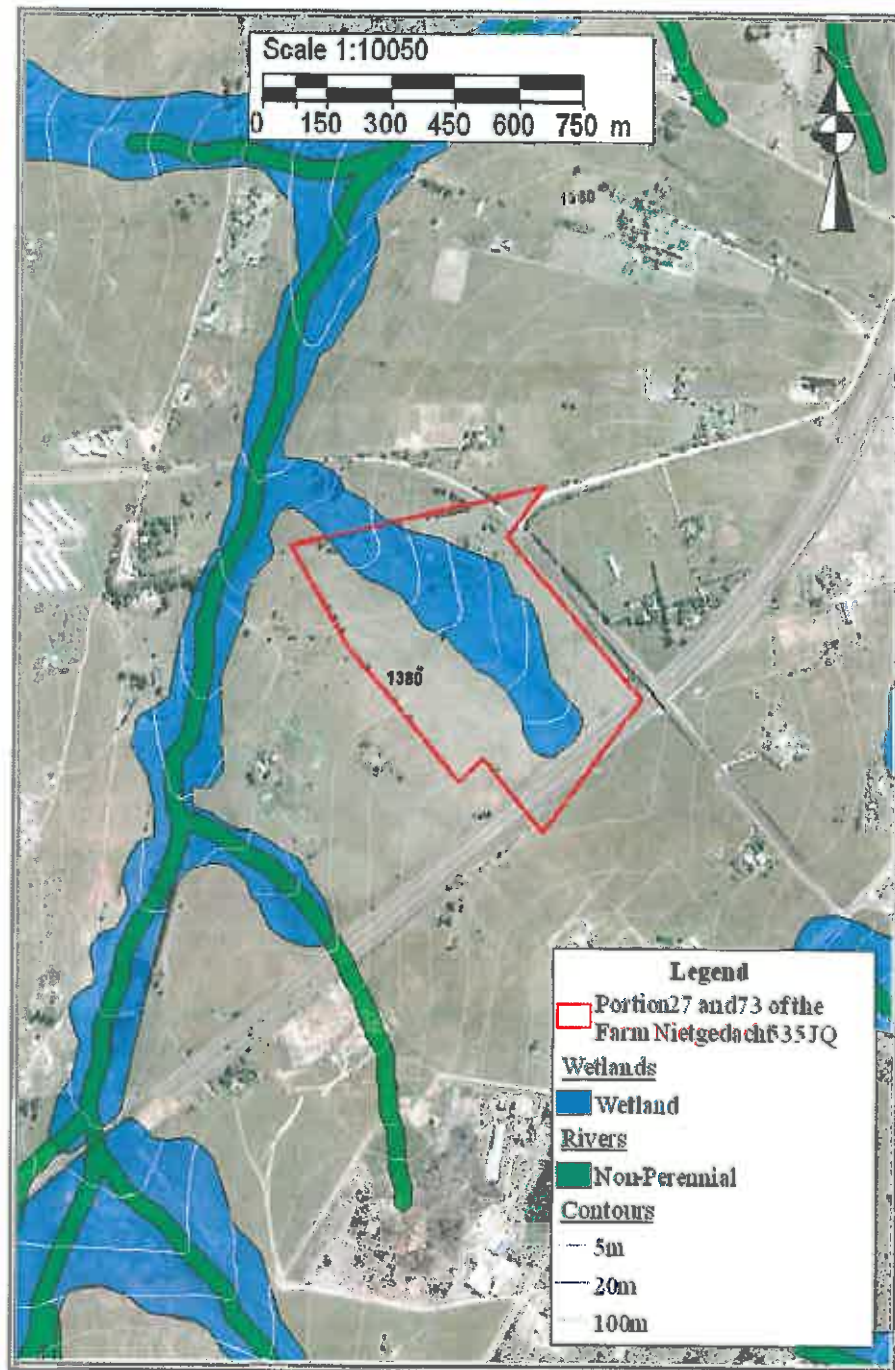 Scale 1:10050
0 150 300 450 600 750 m
N
1380
Legend
Portion27 and73 of the
Farm Nietgedacht535JQ
Wetlands
Wetland
Rivers
Non-Perennial
Contours
5m
20m
100m